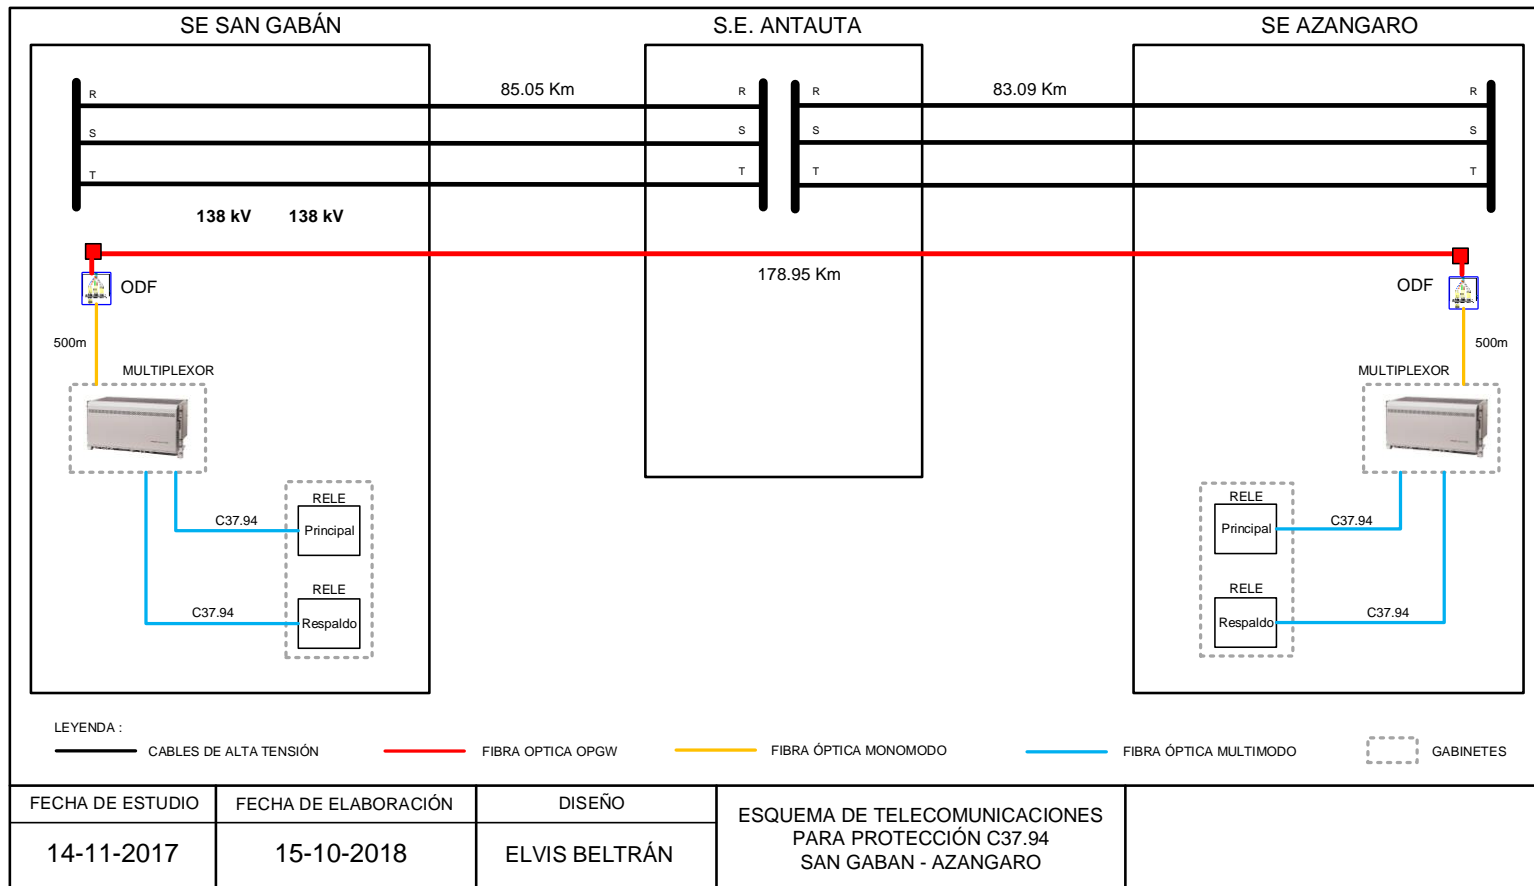 SE SAN GABÁN
S.E. ANTAUTA
SE AZANGARO
85.05 Km
83.09 Km
R
R
R
R
S
S
S
S
T
T
T
T
138 kV
138 kV
178.95 Km
ODF
ODF
500m
500m
MULTIPLEXOR
MULTIPLEXOR
RELE
RELE
C37.94
Principal
Principal
C37.94
RELE
RELE
C37.94
Respaldo
Respaldo
C37.94
LEYENDA :
CABLES DE ALTA TENSIÓN
FIBRA OPTICA OPGW
FIBRA ÓPTICA MONOMODO
FIBRA ÓPTICA MULTIMODO
GABINETES
FECHA DE ESTUDIO
FECHA DE ELABORACIÓN
DISEÑO
14-11-2017
15-10-2018
ELVIS BELTRÁN
ESQUEMA DE TELECOMUNICACIONES
PARA PROTECCIÓN C37.94
SAN GABAN - AZANGARO